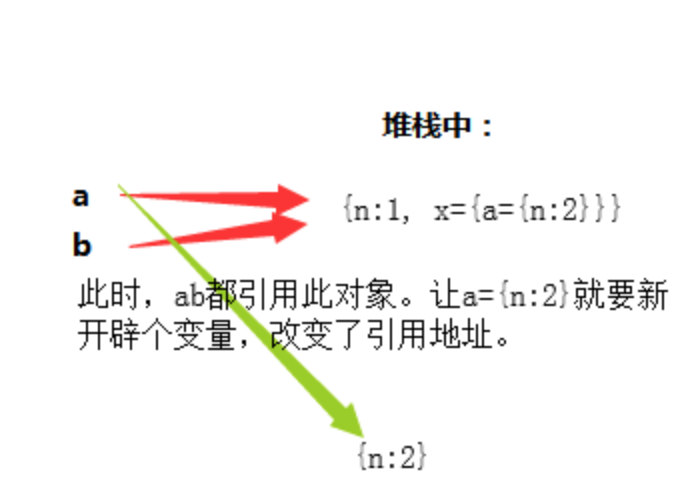 堆栈中：
a
{n:1, x={a={n:2}}}
b
此时，ab都引用此对象。让a={n:2}就要新
开辟个变量，改变了引用地址。
{n:2}